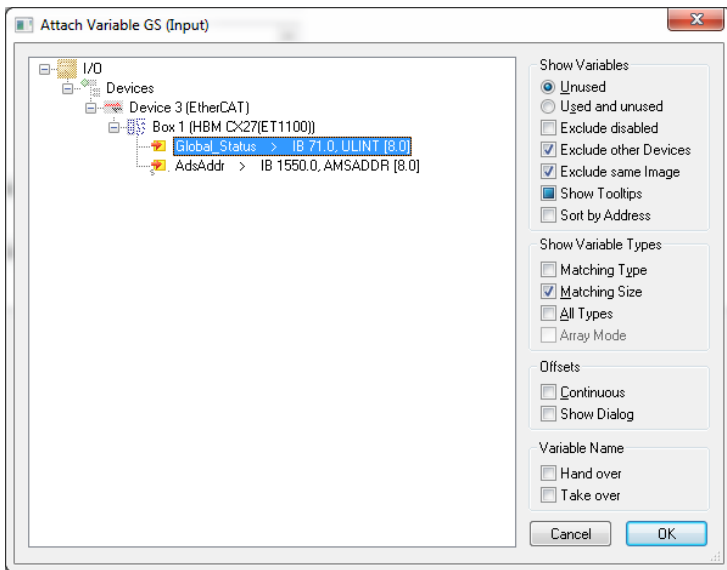 Attach Variable GS (Input)
I/O
Devices
Device 3 (EtherCAT)
Box 1 (HBM CX27(ET1100))
Global_Status > IB 71.0, ULINT [8.0]
AdsAddr > IB 1550.0, AMSADDR [8.0]
Show Variables
Unused
Used and unused
Exclude disabled
Exclude other Devices
Exclude same Image
Show Tooltips
Sort by Address
Show Variable Types
Matching Type
Matching Size
All Types
Array Mode
Offsets
Continuous
Show Dialog
Variable Name
Hand over
Take over
Cancel
OK